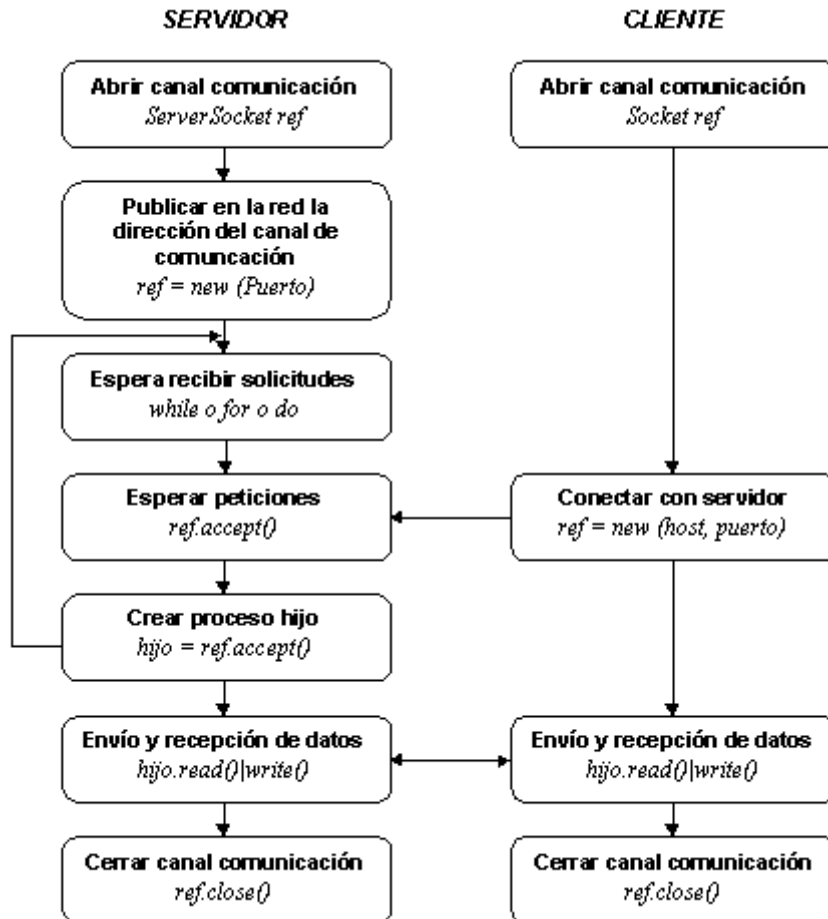 SERVIDOR
Abrir canal comunicación
ServerSocket ref
Publicar en la red la
dirección del canal de
comuncación
ref = new (Puerto)
Espera recibir solicitudes
while o for o do
Esperar peticiones
ref.accept()
Crear proceso hijo
hijo = ref.accept()
Envío y recepción de datos
hijo.read()|write()
Cerrar canal comunicación
ref.close()
CLIENTE
Abrir canal comunicación
Socket ref
Conectar con servidor
ref = new (host, puerto)
Envío y recepción de datos
hijo.read()|write()
Cerrar canal comunicación
ref.close()